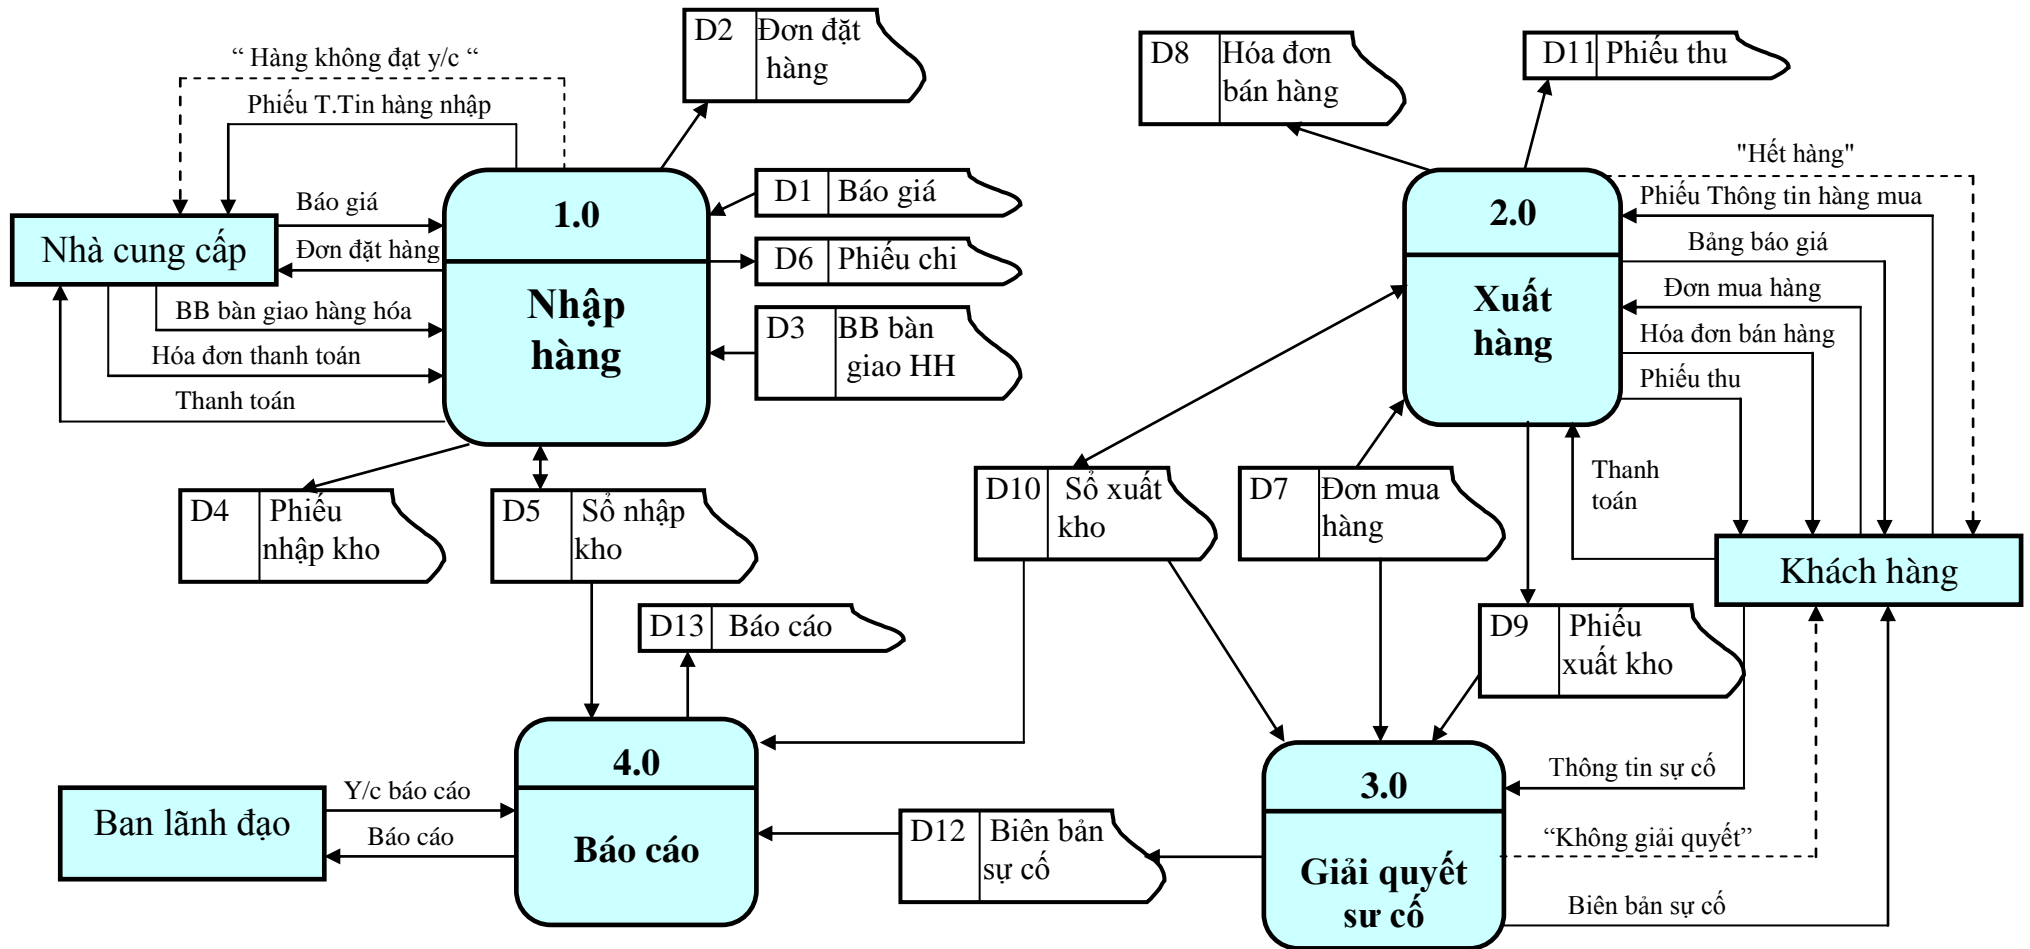 “ Hàng không đạt y/c “
Phiếu T.Tin hàng nhập
D2 Đơn đặt
hàng
D8 Hóa đơn
bán hàng
D11 Phiếu thu
"Hết hàng"
Nhà cung cấp
Báo giá
Đơn đặt hàng
BB bàn giao hàng hóa
Hóa đơn thanh toán
Thanh toán
1.0
Nhập
hàng
D1 Báo giá
D6 Phiếu chi
D3 BB bàn
giao HH
2.0
Xuất
hàng
Phiếu Thông tin hàng mua
Bảng báo giá
Đơn mua hàng
Hóa đơn bán hàng
Phiếu thu
Thanh
toán
D4 Phiếu
nhập kho
D5 Sổ nhập
kho
D10 Sổ xuất
kho
D7 Đơn mua
hàng
Khách hàng
D13 Báo cáo
D9 Phiếu
xuất kho
Ban lãnh đạo
Y/c báo cáo
Báo cáo
4.0
Báo cáo
D12 Biên bản
sự cố
3.0
Giải quyết
sư cố
Thông tin sự cố
“Không giải quyết”
Biên bản sự cố